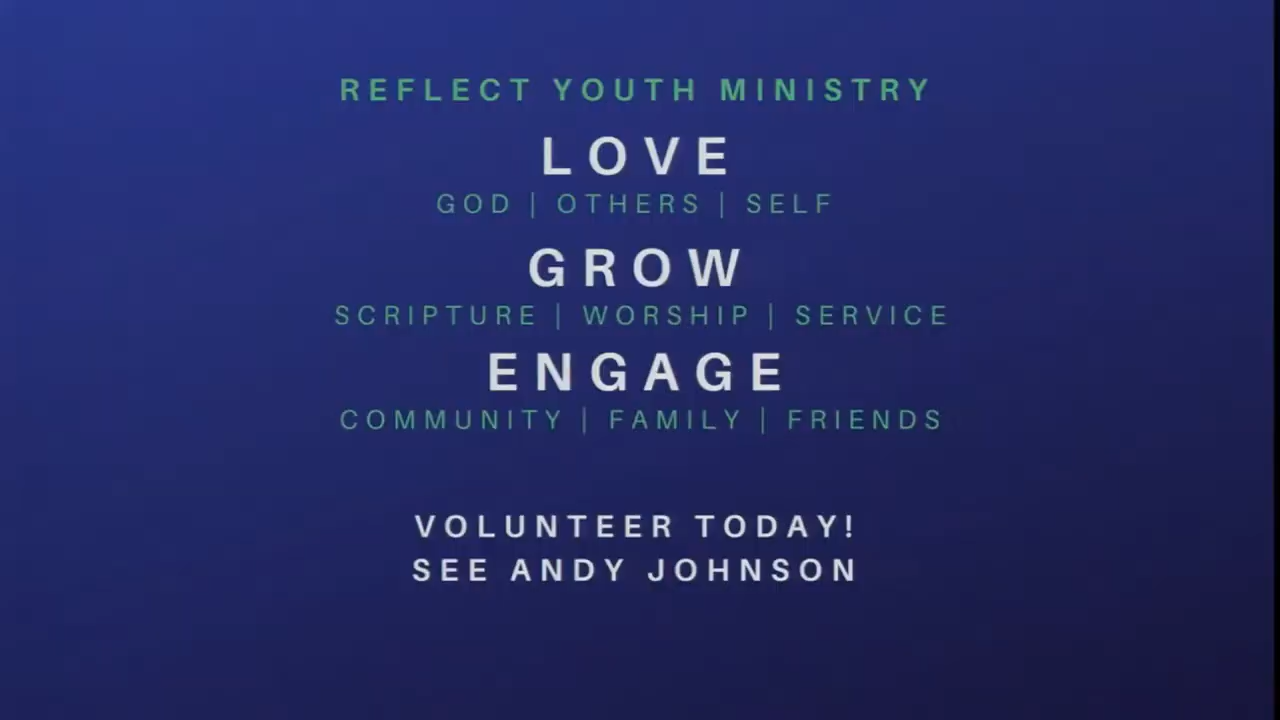 REFLECT YOUTH MINISTRY
LOVE
GOD | OTHERS | SELF
GROW
SCRIPTURE | WORSHIP | SERVICE
ENGAGE
COMMUNITY | FAMILY | FRIENDS
VOLUNTEER TODAY!
SEE ANDY JOHNSON